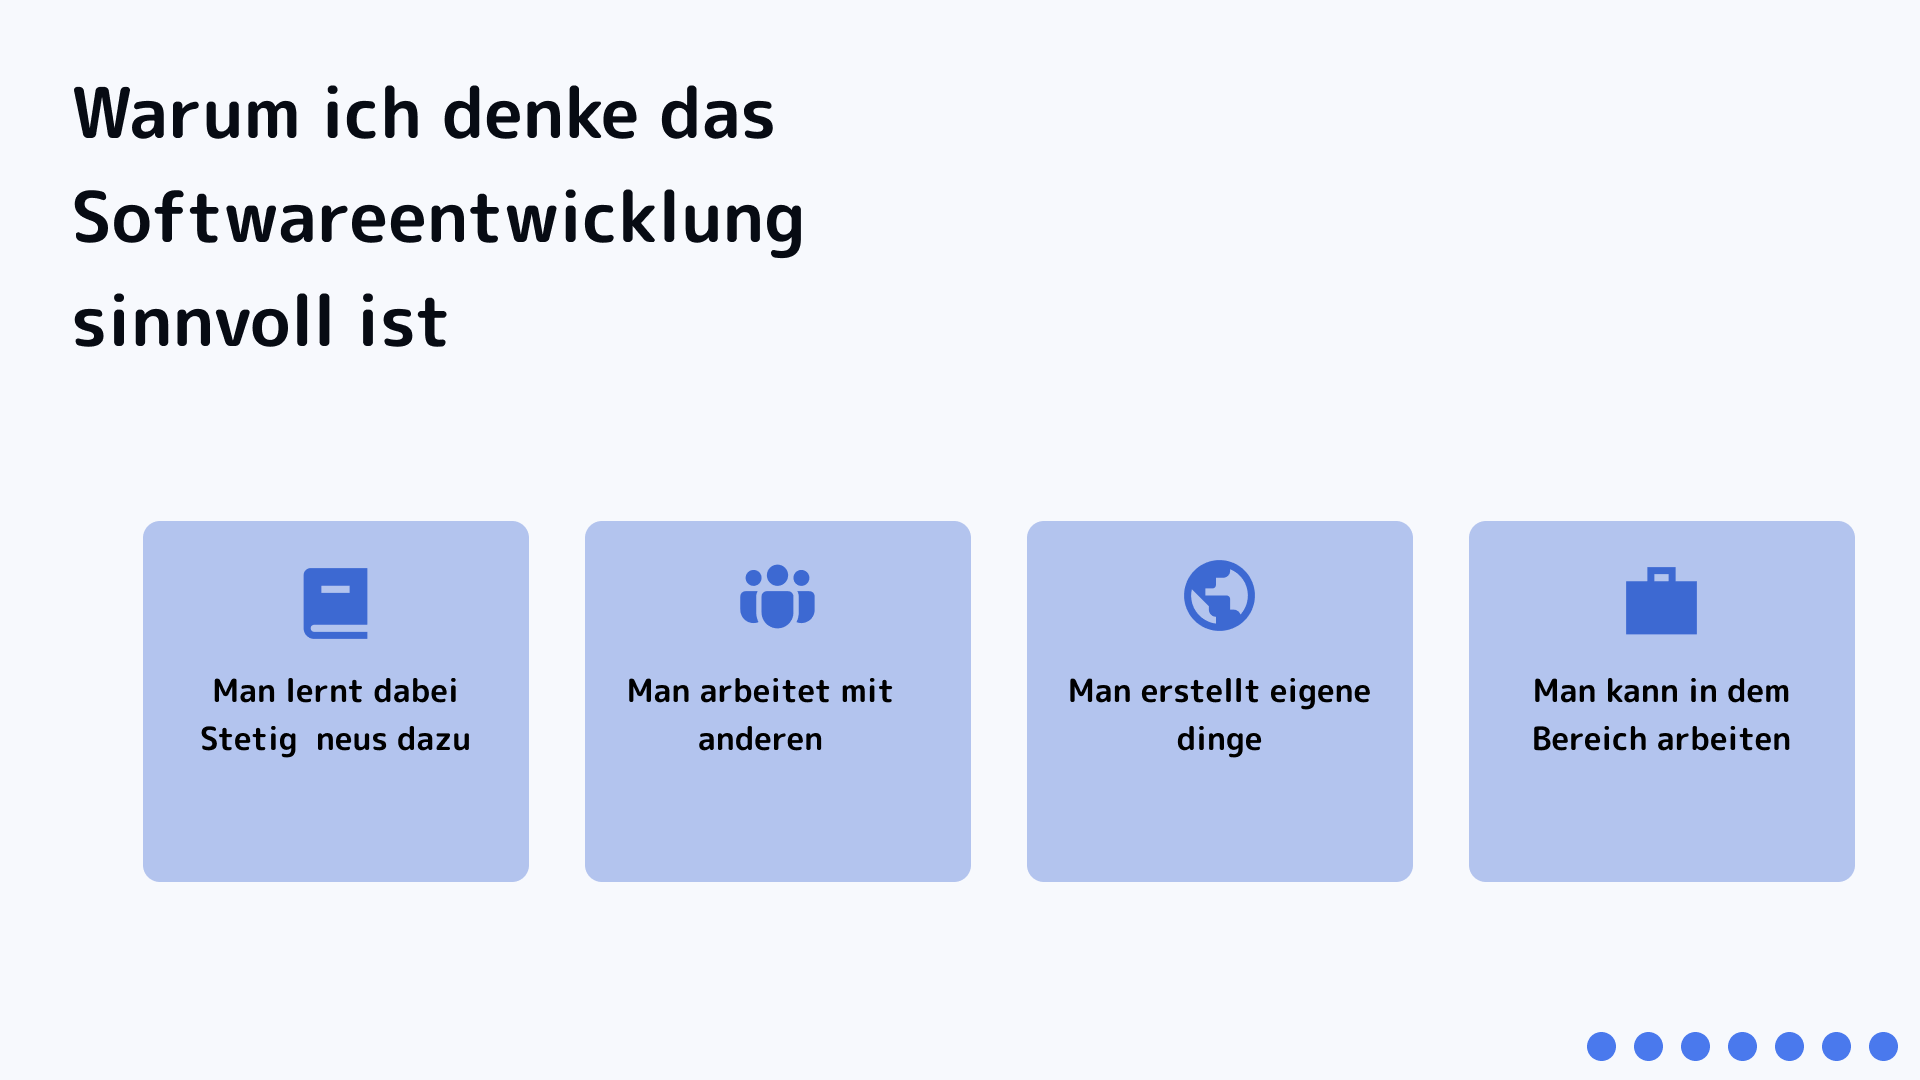 Warum ich denke das
Softwareentwicklung
sinnvoll ist
Man lernt dabei
Stetig  neus dazu
Man arbeitet mit
anderen
Man erstellt eigene
dinge
Man kann in dem
Bereich arbeiten